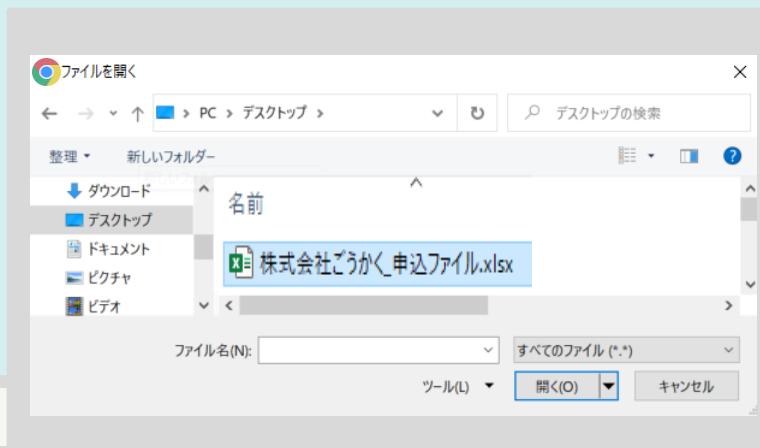 ファイルを開く
PC › デスクトップ ›
デスクトップの検索
整理
新しいフォルダー
ダウンロード
デスクトップ
ドキュメント
ピクチャ
ビデオ
名前
株式会社ごうかく_申込ファイル.xlsx
ファイル名(N):
すべてのファイル (*.*)
ツール(L)
開く(O)
キャンセル